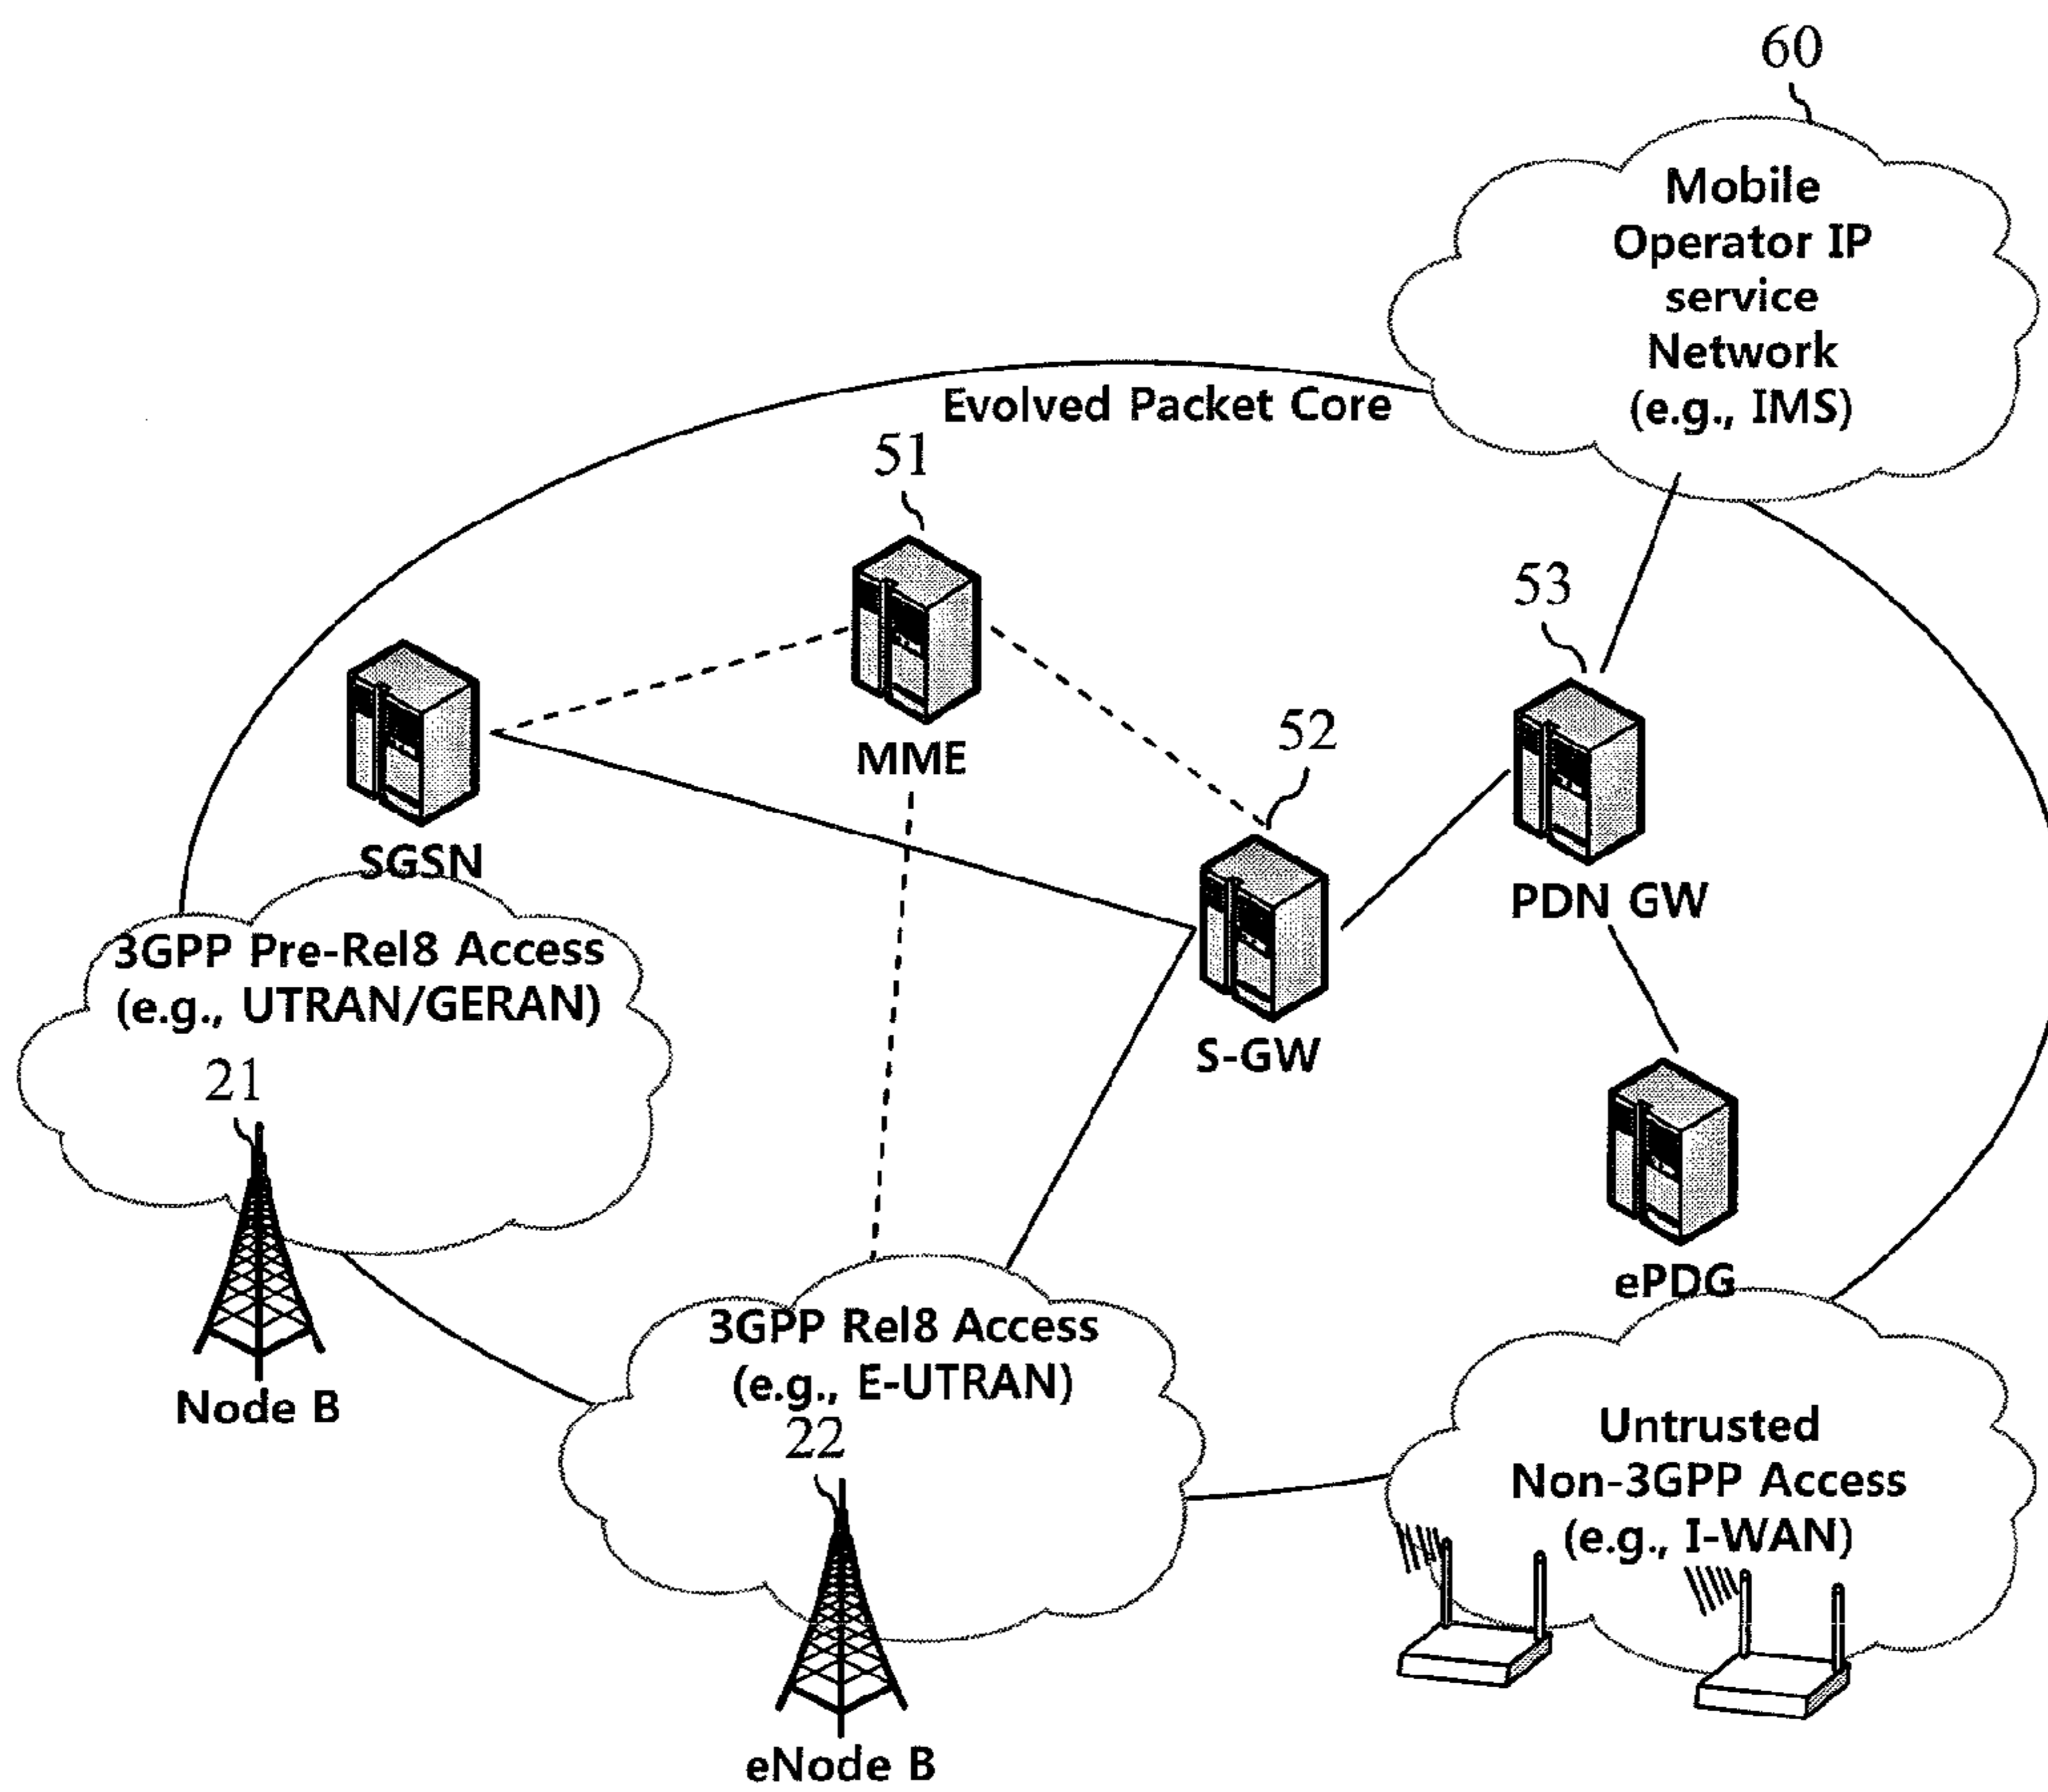 60
Mobile
Operator IP
service
Network
(e.g., IMS)
Evolved Packet Core
51
53
52
MME
SGSN
PDN GW
3GPP Pre-Rel8 Access
(e.g., UTRAN/GERAN)
S-GW
21
ePDG
3GPP Rel8 Access
(e.g., E-UTRAN)
Node B
22
Untrusted
Non-3GPP Access
(e.g., I-WAN)
eNode B